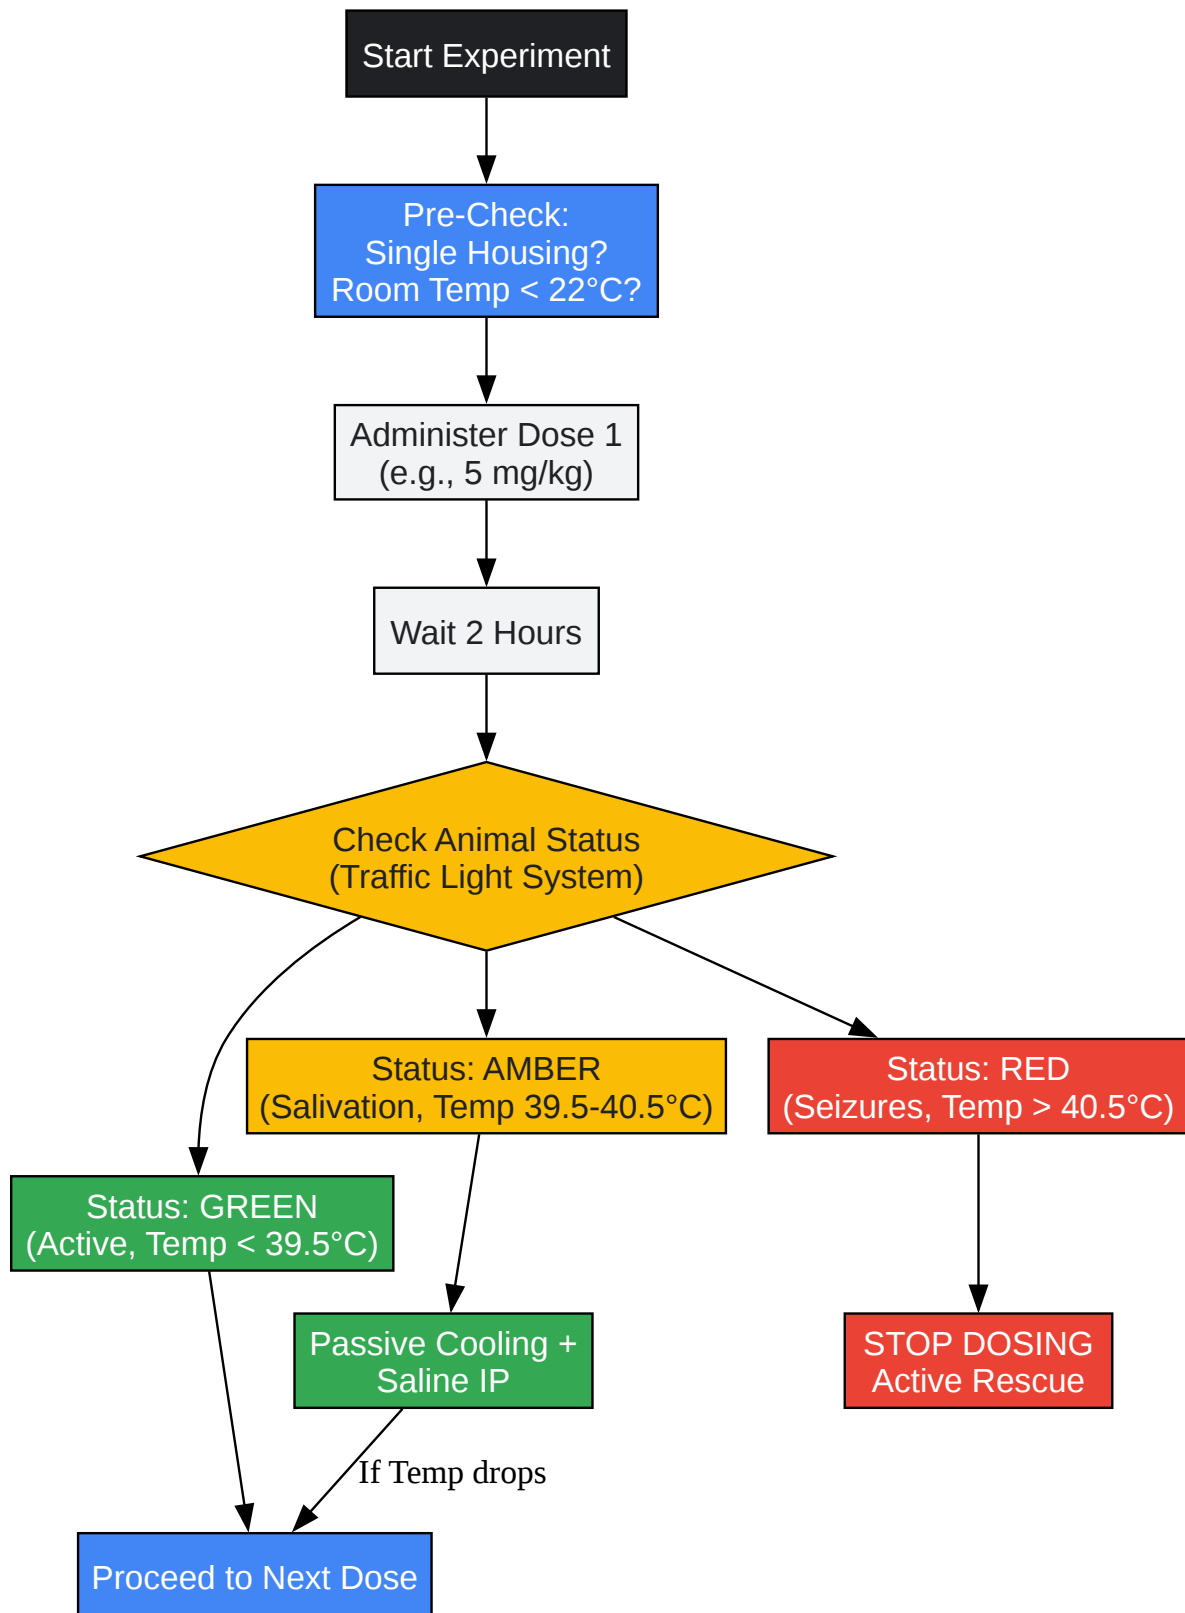 Start Experiment
Pre-Check:
Single Housing?
Room Temp < 22°C?
Administer Dose 1
(e.g., 5 mg/kg)
Wait 2 Hours
Check Animal Status
(Traffic Light System)
Status: AMBER
(Salivation, Temp 39.5-40.5°C)
Status: RED
(Seizures, Temp > 40.5°C)
Status: GREEN
(Active, Temp < 39.5°C)
Passive Cooling +
Saline IP
STOP DOSING
Active Rescue
If Temp drops
Proceed to Next Dose